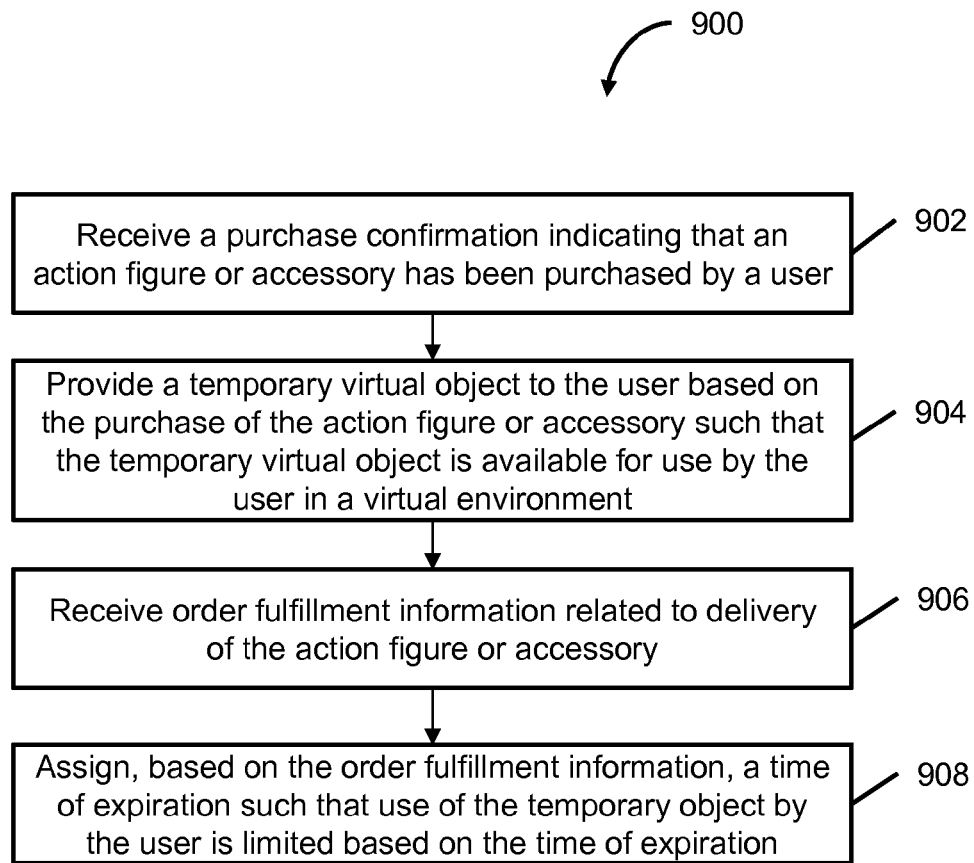 900
Receive a purchase confirmation indicating that an
action figure or accessory has been purchased by a user
902
Provide a temporary virtual object to the user based on
the purchase of the action figure or accessory such that
the temporary virtual object is available for use by the
user in a virtual environment
904
Receive order fulfillment information related to delivery
of the action figure or accessory
906
Assign, based on the order fulfillment information, a time
of expiration such that use of the temporary object by
the user is limited based on the time of expiration
908